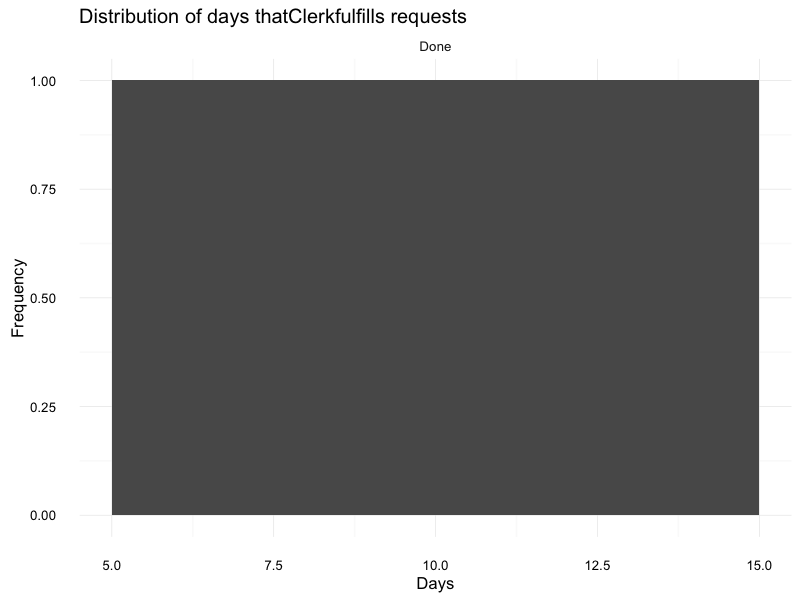 Distribution of days thatClerkfulfills requests
Done
1.00
0.75
0.50
0.25
0.00
Frequency
5.0 7.5 10.0 12.5 15.0
Days